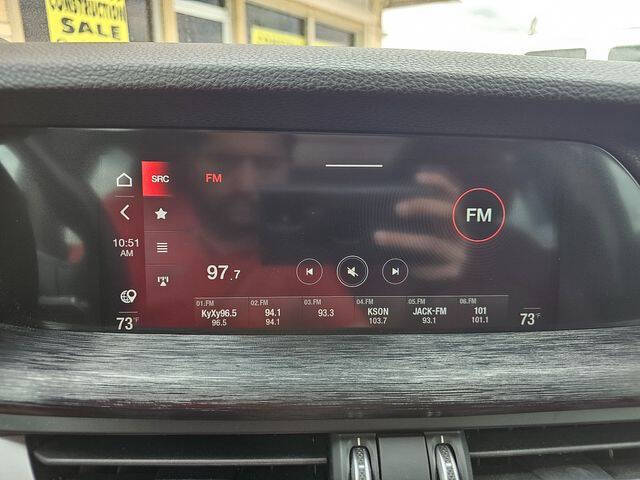 CONSTRUCTION
SALE
SRC
FM
FM
10:51
AM
97.7
01.FM 02.FM 03.FM 04.FM 05.FM 06.FM
KyXy96.5 94.1 93.3 KSON JACK-FM 101
96.5 94.1 103.7 93.1 101.1
73°F 73°F